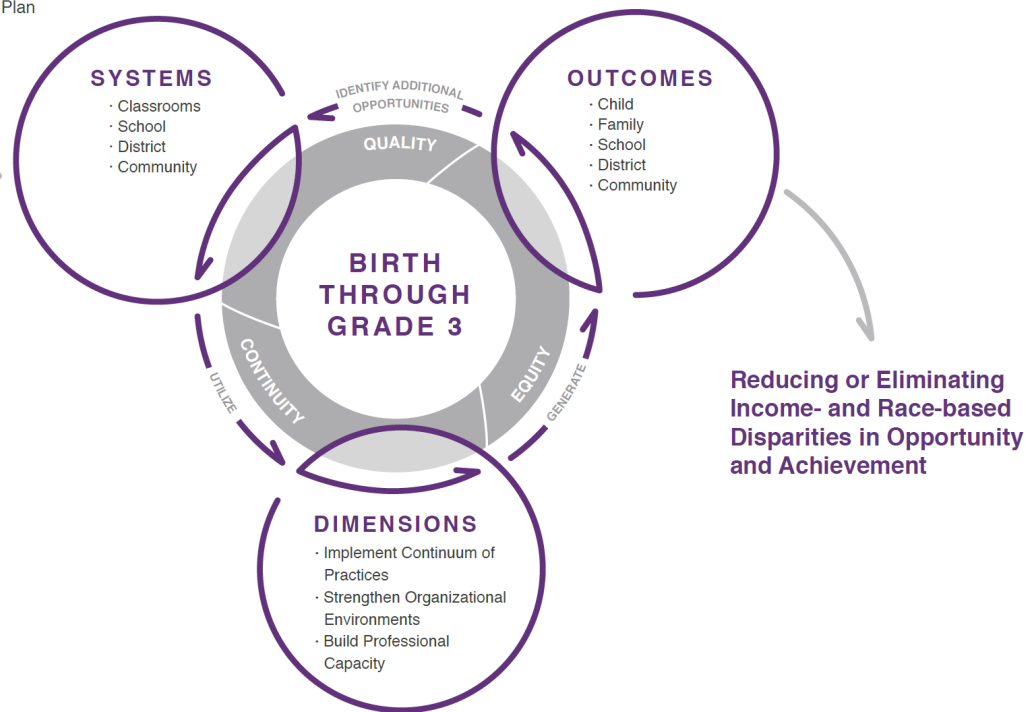 Plan
SYSTEMS
· Classrooms
· School
· District
· Community
IDENTIFY ADDITIONAL
OPPORTUNITIES
OUTCOMES
· Child
· Family
· School
· District
· Community
QUALITY
BIRTH
THROUGH
GRADE 3
CONTINUITY
EQUITY
UTILIZE
GENERATE
Reducing or Eliminating
Income- and Race-based
Disparities in Opportunity
and Achievement
DIMENSIONS
· Implement Continuum of
Practices
· Strengthen Organizational
Environments
· Build Professional
Capacity